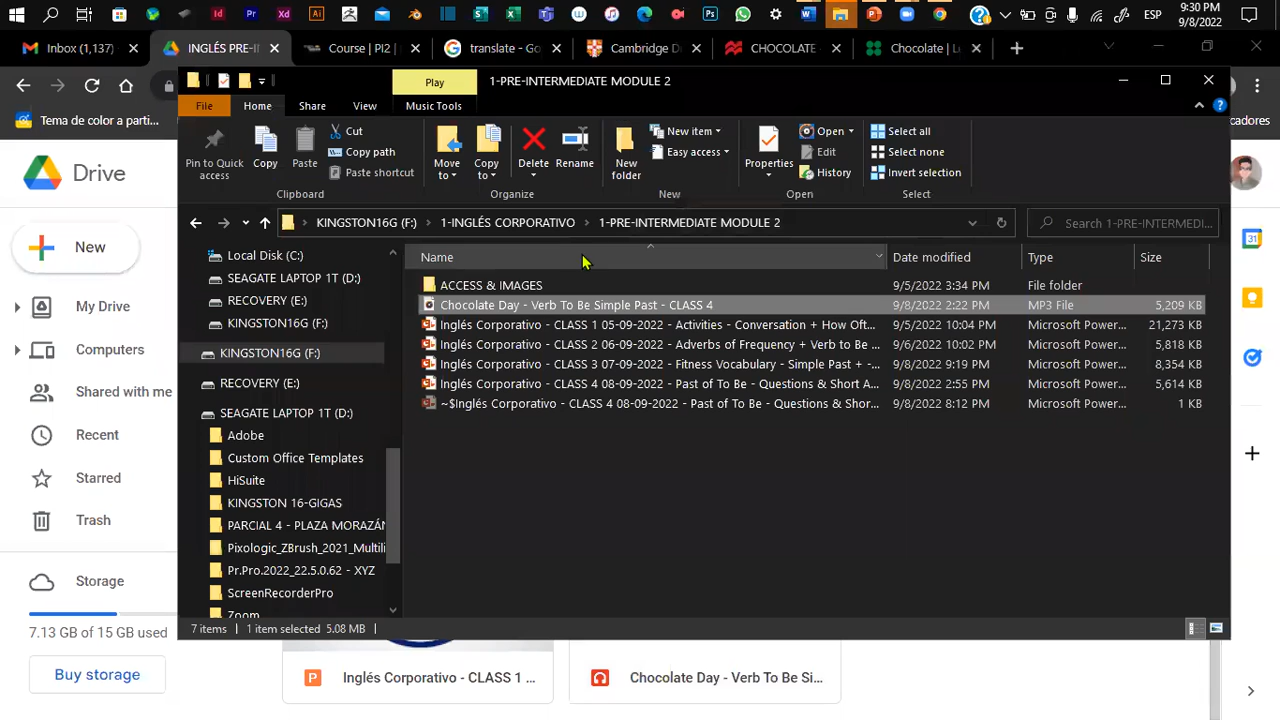 ESP
9:30 PM
9/8/2022
Inbox (1,137)
INGLÉS PRE-I
Course | Pi2
translate - Go
Cambridge D
CHOCOLATE
Chocolate | L
Play
1-PRE-INTERMEDIATE MODULE 2
File
Home
Share
View
Music Tools
Tema de color a parti...
cadores
Pin to Quick access
Copy
Paste
Cut
Copy path
Paste shortcut
Move to
Copy to
Delete
Rename
New folder
New item
Easy access
Properties
Open
Edit
History
Select all
Select none
Invert selection
Clipboard
Organize
New
Open
Select
Drive
New
My Drive
Computers
Shared with me
Recent
Starred
Trash
Storage
7.13 GB of 15 GB used
Buy storage
KINGSTON16G (F:)
1-INGLÉS CORPORATIVO
1-PRE-INTERMEDIATE MODULE 2
Search 1-PRE-INTERMEDI...
Local Disk (C:)
SEAGATE LAPTOP 1T (D:)
RECOVERY (E:)
KINGSTON16G (F:)
KINGSTON16G (F:)
RECOVERY (E:)
SEAGATE LAPTOP 1T (D:)
Adobe
Custom Office Templates
HiSuite
KINGSTON 16-GIGAS
PARCIAL 4 - PLAZA MORAZÁN
Pixologic_ZBrush_2021_Multili
Pr.Pro.2022_22.5.0.62 - XYZ
ScreenRecorderPro
Zoom
Name Date modified Type Size
ACCESS & IMAGES 9/5/2022 3:34 PM File folder
Chocolate Day - Verb To Be Simple Past - CLASS 4 9/8/2022 2:22 PM MP3 File 5,209 KB
Inglés Corporativo - CLASS 1 05-09-2022 - Activities - Conversation + How Oft... 9/5/2022 10:04 PM Microsoft Power... 21,273 KB
Inglés Corporativo - CLASS 2 06-09-2022 - Adverbs of Frequency + Verb to Be ... 9/6/2022 10:02 PM Microsoft Power... 5,818 KB
Inglés Corporativo - CLASS 3 07-09-2022 - Fitness Vocabulary - Simple Past + -... 9/8/2022 9:19 PM Microsoft Power... 8,354 KB
Inglés Corporativo - CLASS 4 08-09-2022 - Past of To Be - Questions & Short A... 9/8/2022 2:55 PM Microsoft Power... 5,614 KB
~$Inglés Corporativo - CLASS 4 08-09-2022 - Past of To Be - Questions & Shor... 9/8/2022 8:12 PM Microsoft Power... 1 KB
7 items
1 item selected 5.08 MB
Inglés Corporativo - CLASS 1 ...
Chocolate Day - Verb To Be Si...